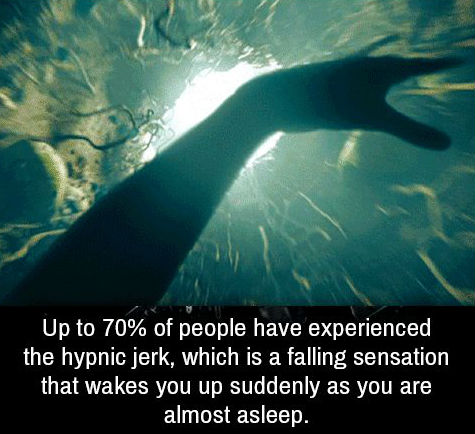 Up to 70% of people have experienced
the hypnic jerk, which is a falling sensation
that wakes you up suddenly as you are
almost asleep.